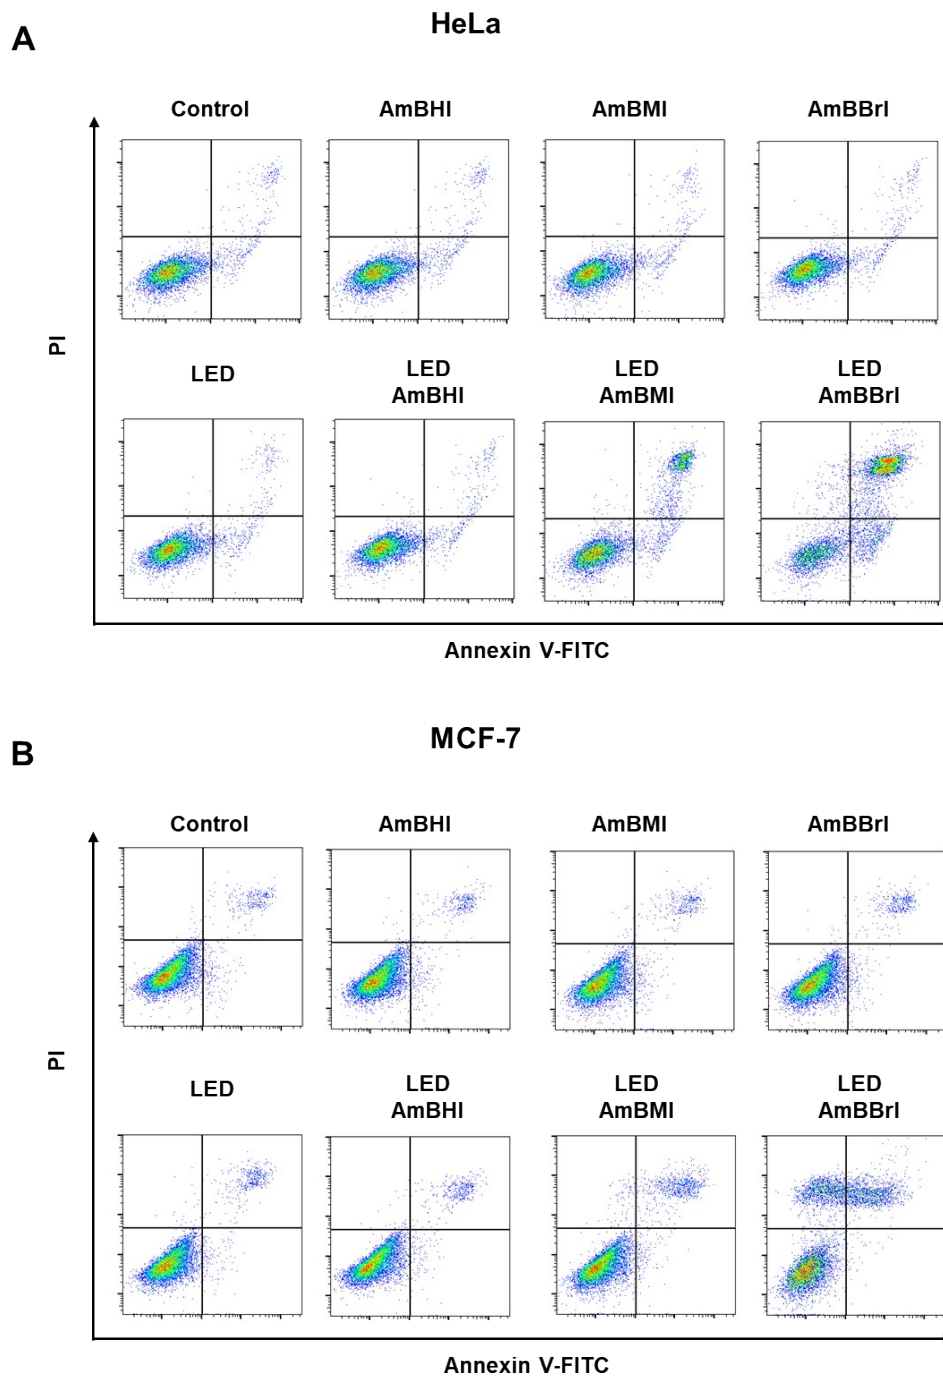 A
HeLa
Control
AmBHI
AmBMI
AmBBrI
PI
LED
LED
AmBHI
LED
AmBMI
LED
AmBBrI
Annexin V-FITC
B
MCF-7
Control
AmBHI
AmBMI
AmBBrI
PI
LED
LED
AmBHI
LED
AmBMI
LED
AmBBrI
Annexin V-FITC